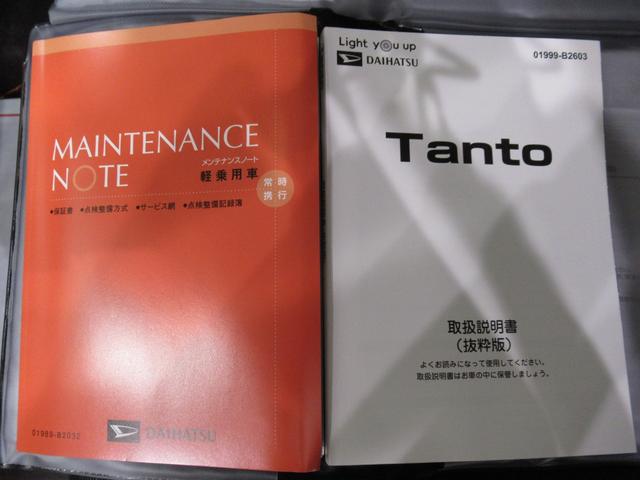 MAINTENANCE
NOTE
メンテナンスノート
軽乗用車
常時
携行
●保証書 ●点検整備方式 ●サービス網 ●点検整備記録簿
01989-B2032
DAIHATSU
Light you up
DAIHATSU
01999-B2603
Tanto
取扱説明書
(抜粋版)
よくお読みになって使用してください。
取扱説明書はお車の中に保管しましょう。